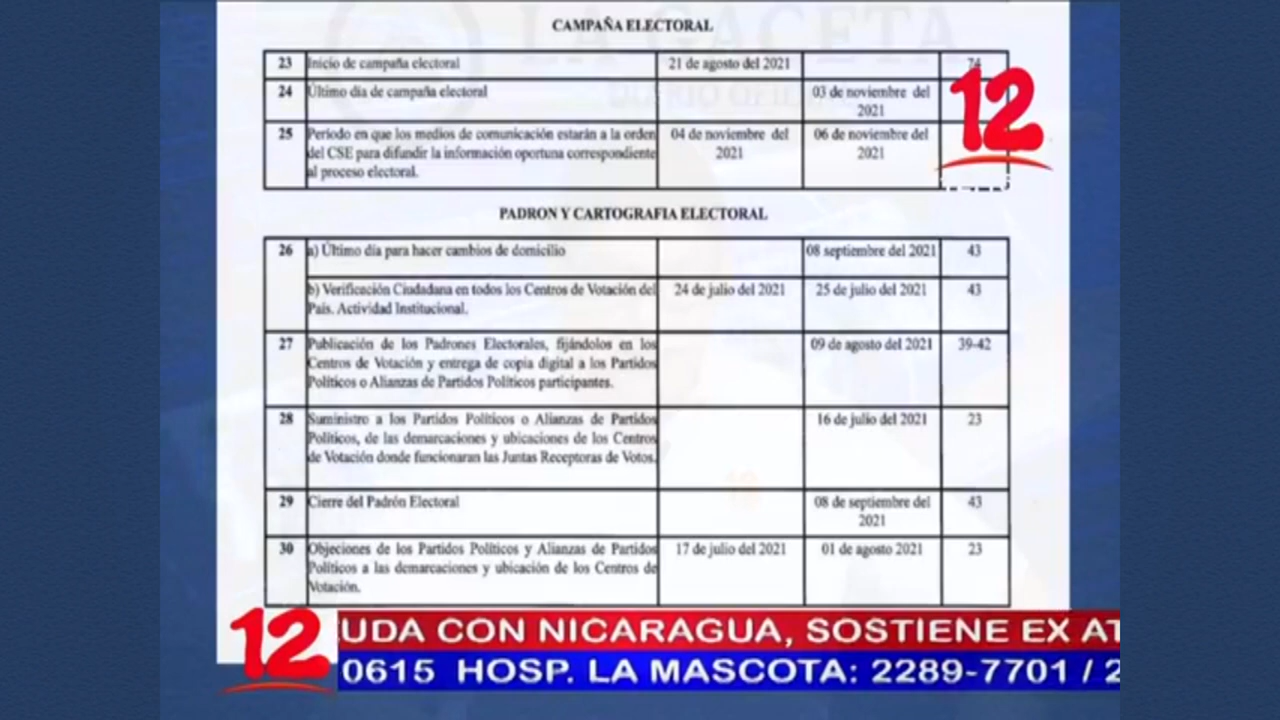 LA GACETA
DIARIO OFICIAL
CAMPAÑA ELECTORAL
23 Inicio de campaña electoral 21 de agosto del 2021 74
24 Último día de campaña electoral 03 de noviembre del
2021
25 Período en que los medios de comunicación estarán a la orden 04 de noviembre del 06 de noviembre del
del CSE para difundir la información oportuna correspondiente 2021 2021
al proceso electoral.
12
PADRON Y CARTOGRAFIA ELECTORAL
26 a) Último día para hacer cambios de domicilio 08 septiembre del 2021 43
b) Verificación Ciudadana en todos los Centros de Votación del 24 de julio del 2021 25 de julio del 2021 43
País. Actividad Institucional.
27 Publicación de los Padrones Electorales, fijándolos en los 09 de agosto del 2021 39-42
Centros de Votación y entrega de copia digital a los Partidos
Políticos o Alianzas de Partidos Políticos participantes.
28 Suministro a los Partidos Políticos o Alianzas de Partidos 16 de julio del 2021 23
Políticos, de las demarcaciones y ubicaciones de los Centros
de Votación donde funcionaran las Juntas Receptoras de Votos.
29 Cierre del Padrón Electoral 08 de septiembre del 43
2021
30 Objeciones de los Partidos Políticos y Alianzas de Partidos 17 de julio del 2021 01 de agosto 2021 23
Políticos a las demarcaciones y ubicación de los Centros de
Votación.
12
UDA CON NICARAGUA, SOSTIENE EX AT
0615 HOSP. LA MASCOTA: 2289-7701 / 2